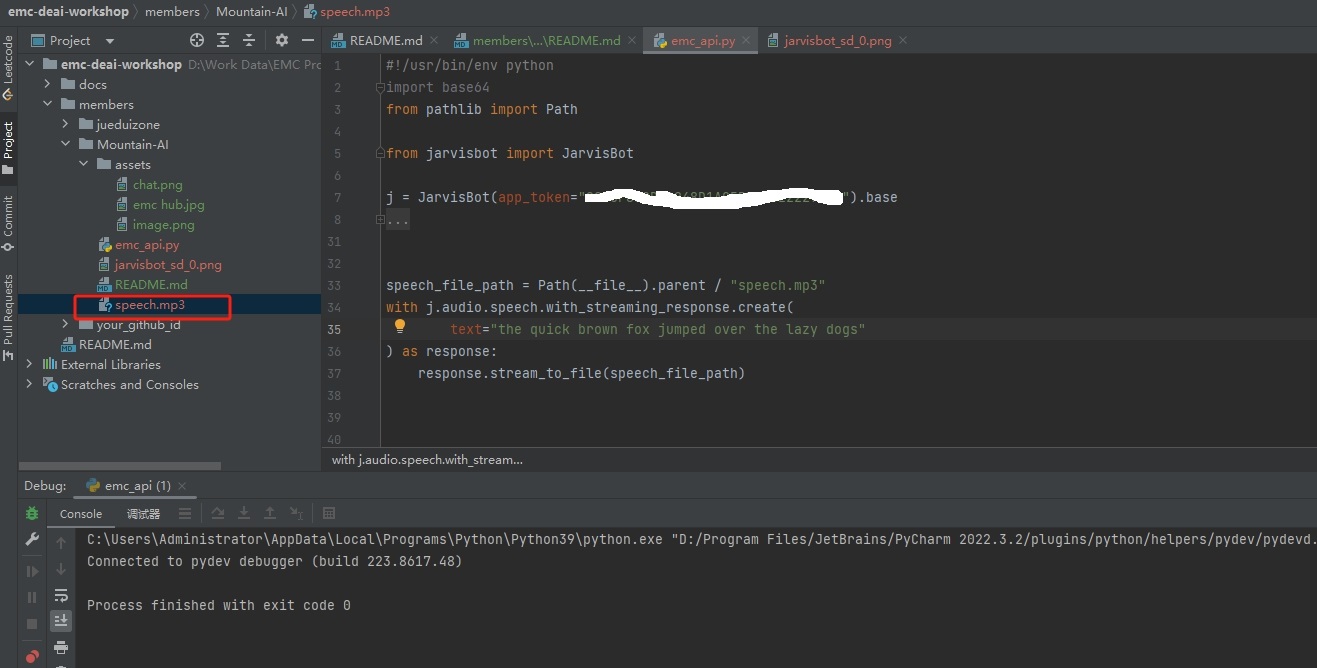 emc-deai-workshop members Mountain-AI speech.mp3
Leetcode
Project
Commit
Pull Requests
Project
emc-deai-workshop D:\Work Data\EMC Pro
docs
members
jueduizone
Mountain-AI
assets
chat.png
emc hub.jpg
image.png
emc_api.py
jarvisbot_sd_0.png
README.md
speech.mp3
your_github_id
README.md
External Libraries
Scratches and Consoles
README.md members\...\README.md emc_api.py jarvisbot_sd_0.png
1 #!/usr/bin/env python
2 import base64
3 from pathlib import Path
4
5 from jarvisbot import JarvisBot
6
7 j = JarvisBot(app_token=" ").base
8 ...
31
32
33 speech_file_path = Path(__file__).parent / "speech.mp3"
34 with j.audio.speech.with_streaming_response.create(
35 text="the quick brown fox jumped over the lazy dogs"
36 ) as response:
37 response.stream_to_file(speech_file_path)
38
39
40
with j.audio.speech.with_stream...
Debug: emc_api (1)
Console 调试器
C:\Users\Administrator\AppData\Local\Programs\Python\Python39\python.exe "D:/Program Files/JetBrains/PyCharm 2022.3.2/plugins/python/helpers/pydev/pydevd.
Connected to pydev debugger (build 223.8617.48)
Process finished with exit code 0